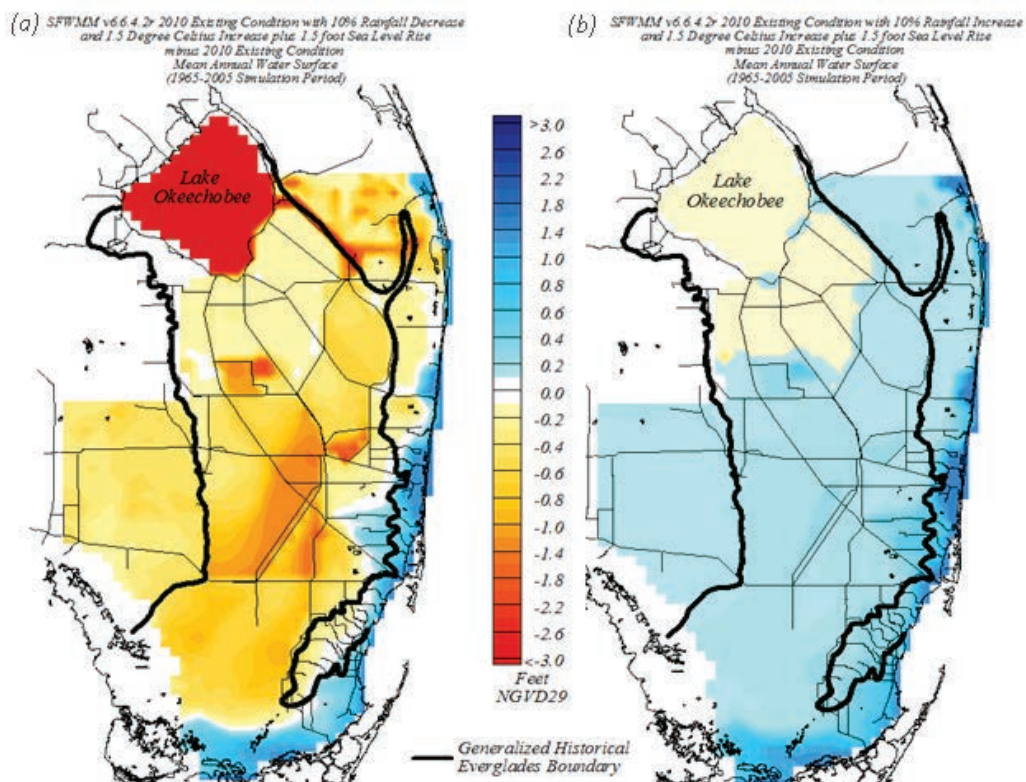 (a) SFWMM v6.6.4.2r 2010 Existing Condition with 10% Rainfall Decrease
and 1.5 Degree Celsius Increase plus 1.5 foot Sea Level Rise
minus 2010 Existing Condition
Mean Annual Water Surface
(1965-2005 Simulation Period)
(b) SFWMM v6.6.4.2r 2010 Existing Condition with 10% Rainfall Increase
and 1.5 Degree Celsius Increase plus 1.5 foot Sea Level Rise
minus 2010 Existing Condition
Mean Annual Water Surface
(1965-2005 Simulation Period)
Lake
Okeechobee
>3.0
2.6
2.2
1.8
1.4
1.0
0.8
0.6
0.4
0.2
0.0
-0.2
-0.4
-0.6
-0.8
-1.0
-1.4
-1.8
-2.2
-2.6
<-3.0
Feet
NGVD29
Lake
Okeechobee
Generalized Historical
Everglades Boundary